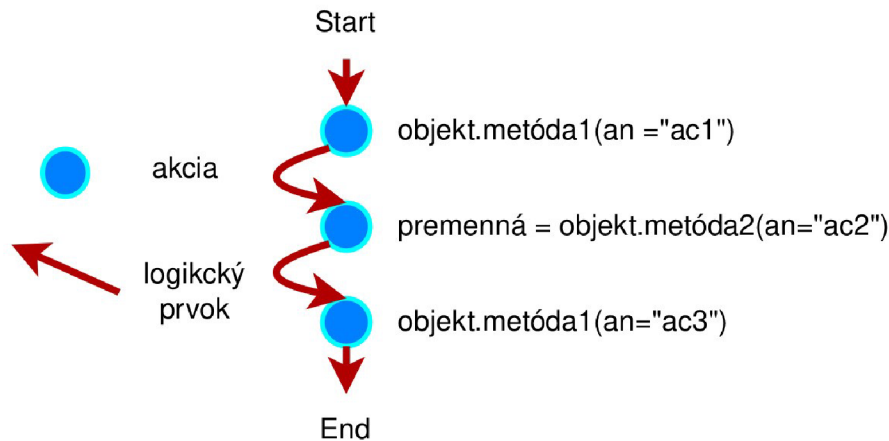 Start
objekt.metóda1(an ="ac1")
akcia
premenná = objekt.metóda2(an="ac2")
logikcký
prvok
objekt.metóda1(an="ac3")
End